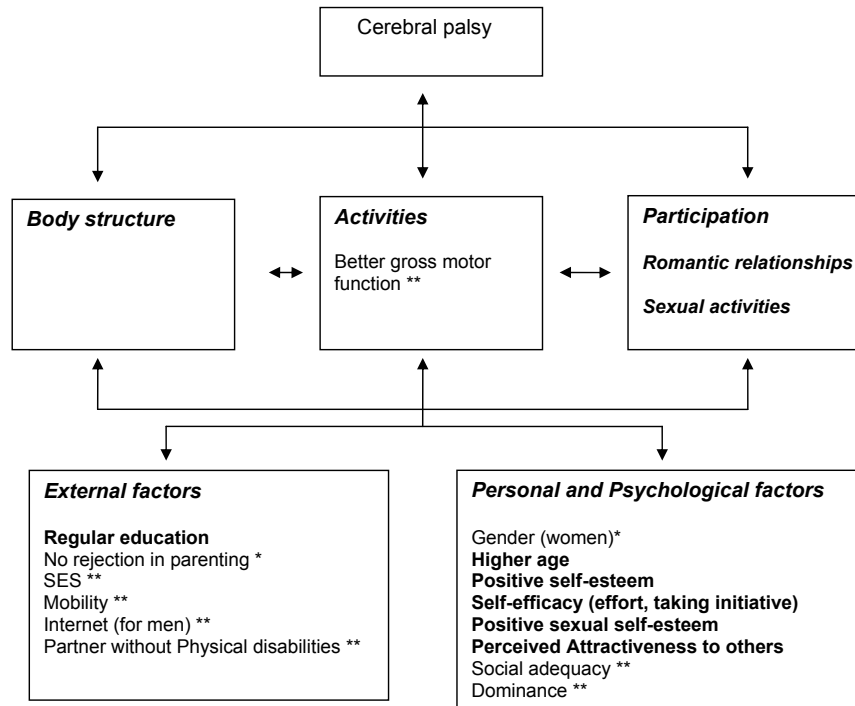 Cerebral palsy
Body structure
Activities
Better gross motor
function **
Participation
Romantic relationships
Sexual activities
External factors
Regular education
No rejection in parenting *
SES **
Mobility **
Internet (for men) **
Partner without Physical disabilities **
Personal and Psychological factors
Gender (women)*
Higher age
Positive self-esteem
Self-efficacy (effort, taking initiative)
Positive sexual self-esteem
Perceived Attractiveness to others
Social adequacy **
Dominance **